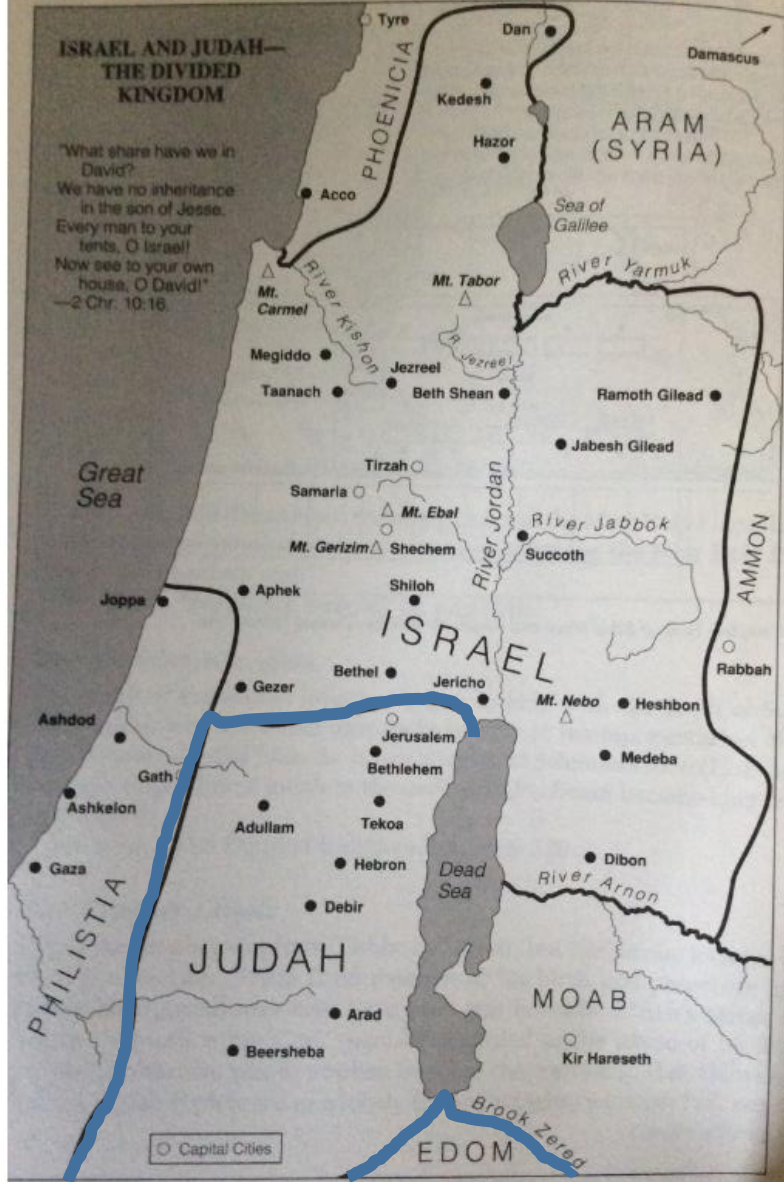 ISRAEL AND JUDAH—
THE DIVIDED
KINGDOM
"What share have we in
David?
We have no inheritance
in the son of Jesse.
Every man to your
tents, O Israel!
Now see to your own
house, O David!"
—2 Chr. 10:16.
Tyre
Dan
Damascus
PHOENICIA
Kedesh
ARAM
(SYRIA)
Hazor
Acco
Sea of
Galilee
River Yarmuk
Mt.
Carmel
River Kishon
Mt. Tabor
R. Jezreel
Megiddo
Jezreel
Taanach
Beth Shean
Ramoth Gilead
Jabesh Gilead
Great
Sea
Tirzah
Samaria
Mt. Ebal
River Jordan
River Jabbok
Mt. Gerizim
Shechem
Succoth
AMMON
Joppa
Aphek
Shiloh
ISRAEL
Rabbah
Bethel
Jericho
Gezer
Mt. Nebo
Heshbon
Ashdod
Jerusalem
Medeba
Gath
Bethlehem
Ashkelon
Adullam
Tekoa
Gaza
Hebron
Dead
Sea
Dibon
River Arnon
PHILISTIA
Debir
JUDAH
MOAB
Arad
Beersheba
Kir Hareseth
Brook Zered
Capital Cities
EDOM